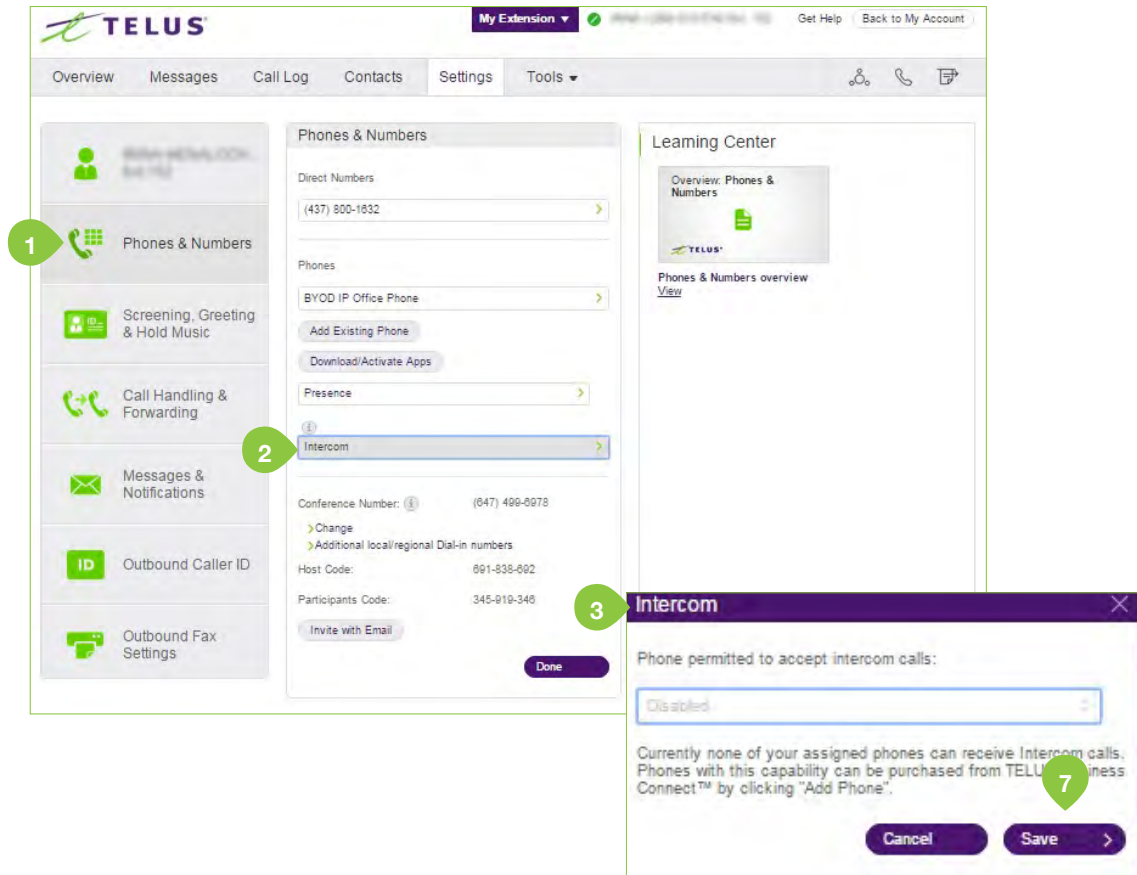 TELUS
My Extension
Get Help
Back to My Account
Overview Messages Call Log Contacts Settings Tools
1
Phones & Numbers
Screening, Greeting
& Hold Music
Call Handling &
Forwarding
Messages &
Notifications
ID
Outbound Caller ID
Outbound Fax
Settings
Phones & Numbers
Direct Numbers
(437) 800-1632
Phones
BYOD IP Office Phone
Add Existing Phone
Download/Activate Apps
Presence
i
2
Intercom
Conference Number: i (647) 499-6978
Change
Additional local/regional Dial-in numbers
Host Code: 691-838-692
Participants Code: 345-919-346
Invite with Email
Done
Learning Center
Overview: Phones &
Numbers
TELUS
Phones & Numbers overview
View
3
Intercom
Phone permitted to accept intercom calls:
Disabled
Currently none of your assigned phones can receive Intercom calls.
Phones with this capability can be purchased from TELU iness
Connect™ by clicking "Add Phone".
7
Cancel
Save